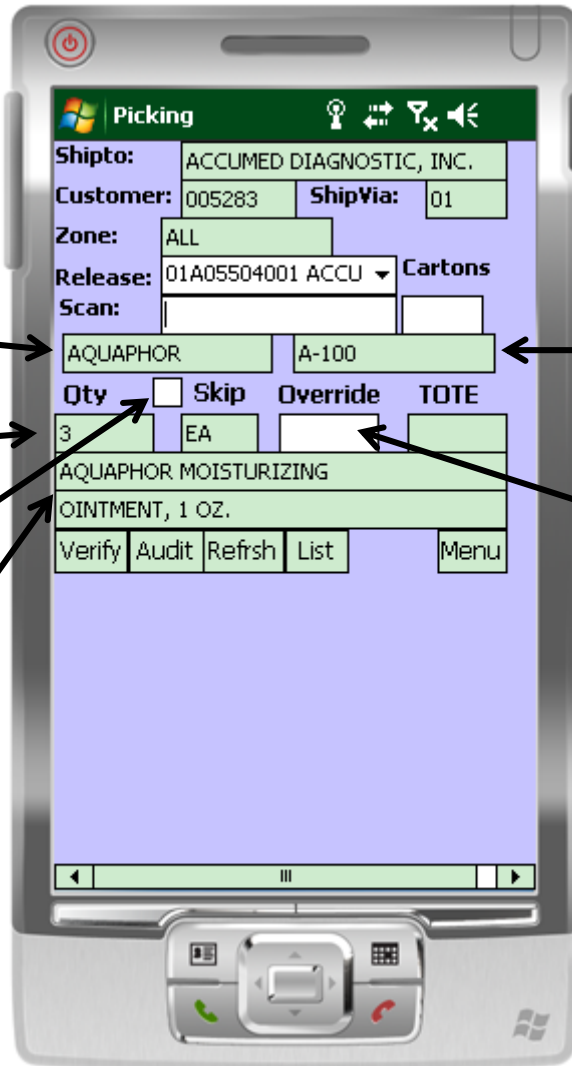 Picking
Shipto: ACCUMED DIAGNOSTIC, INC.
Customer: 005283 ShipVia: 01
Zone: ALL
Release: 01A05504001 ACCU Cartons
Scan:
AQUAPHOR A-100
Qty Skip Override TOTE
3 EA
AQUAPHOR MOISTURIZING
OINTMENT, 1 OZ.
Verify Audit Refrsh List Menu